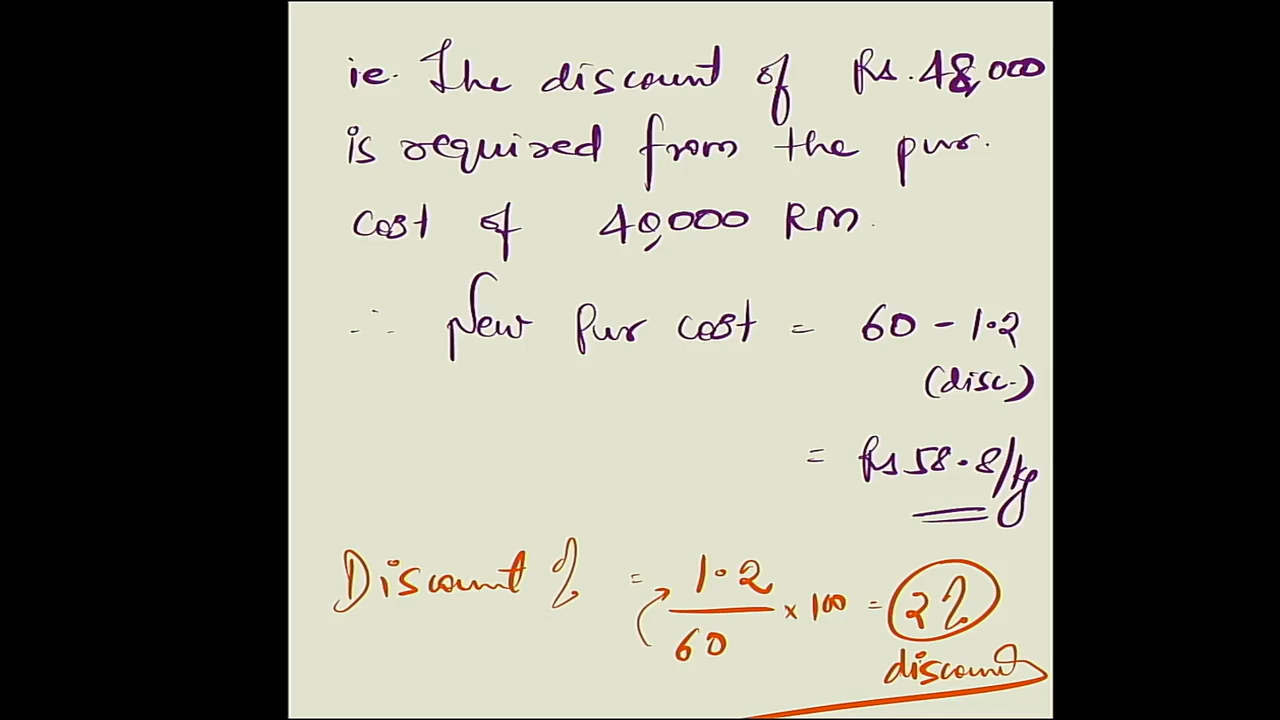 ie. The discount of Rs. 48,000
is required from the pur.
cost of 40,000 RM.
∴ New Pur cost = 60 - 1.2
(disc.)
= Rs 58.8/kg
Discount % = 1.2
60
x 100 = 2%
discount